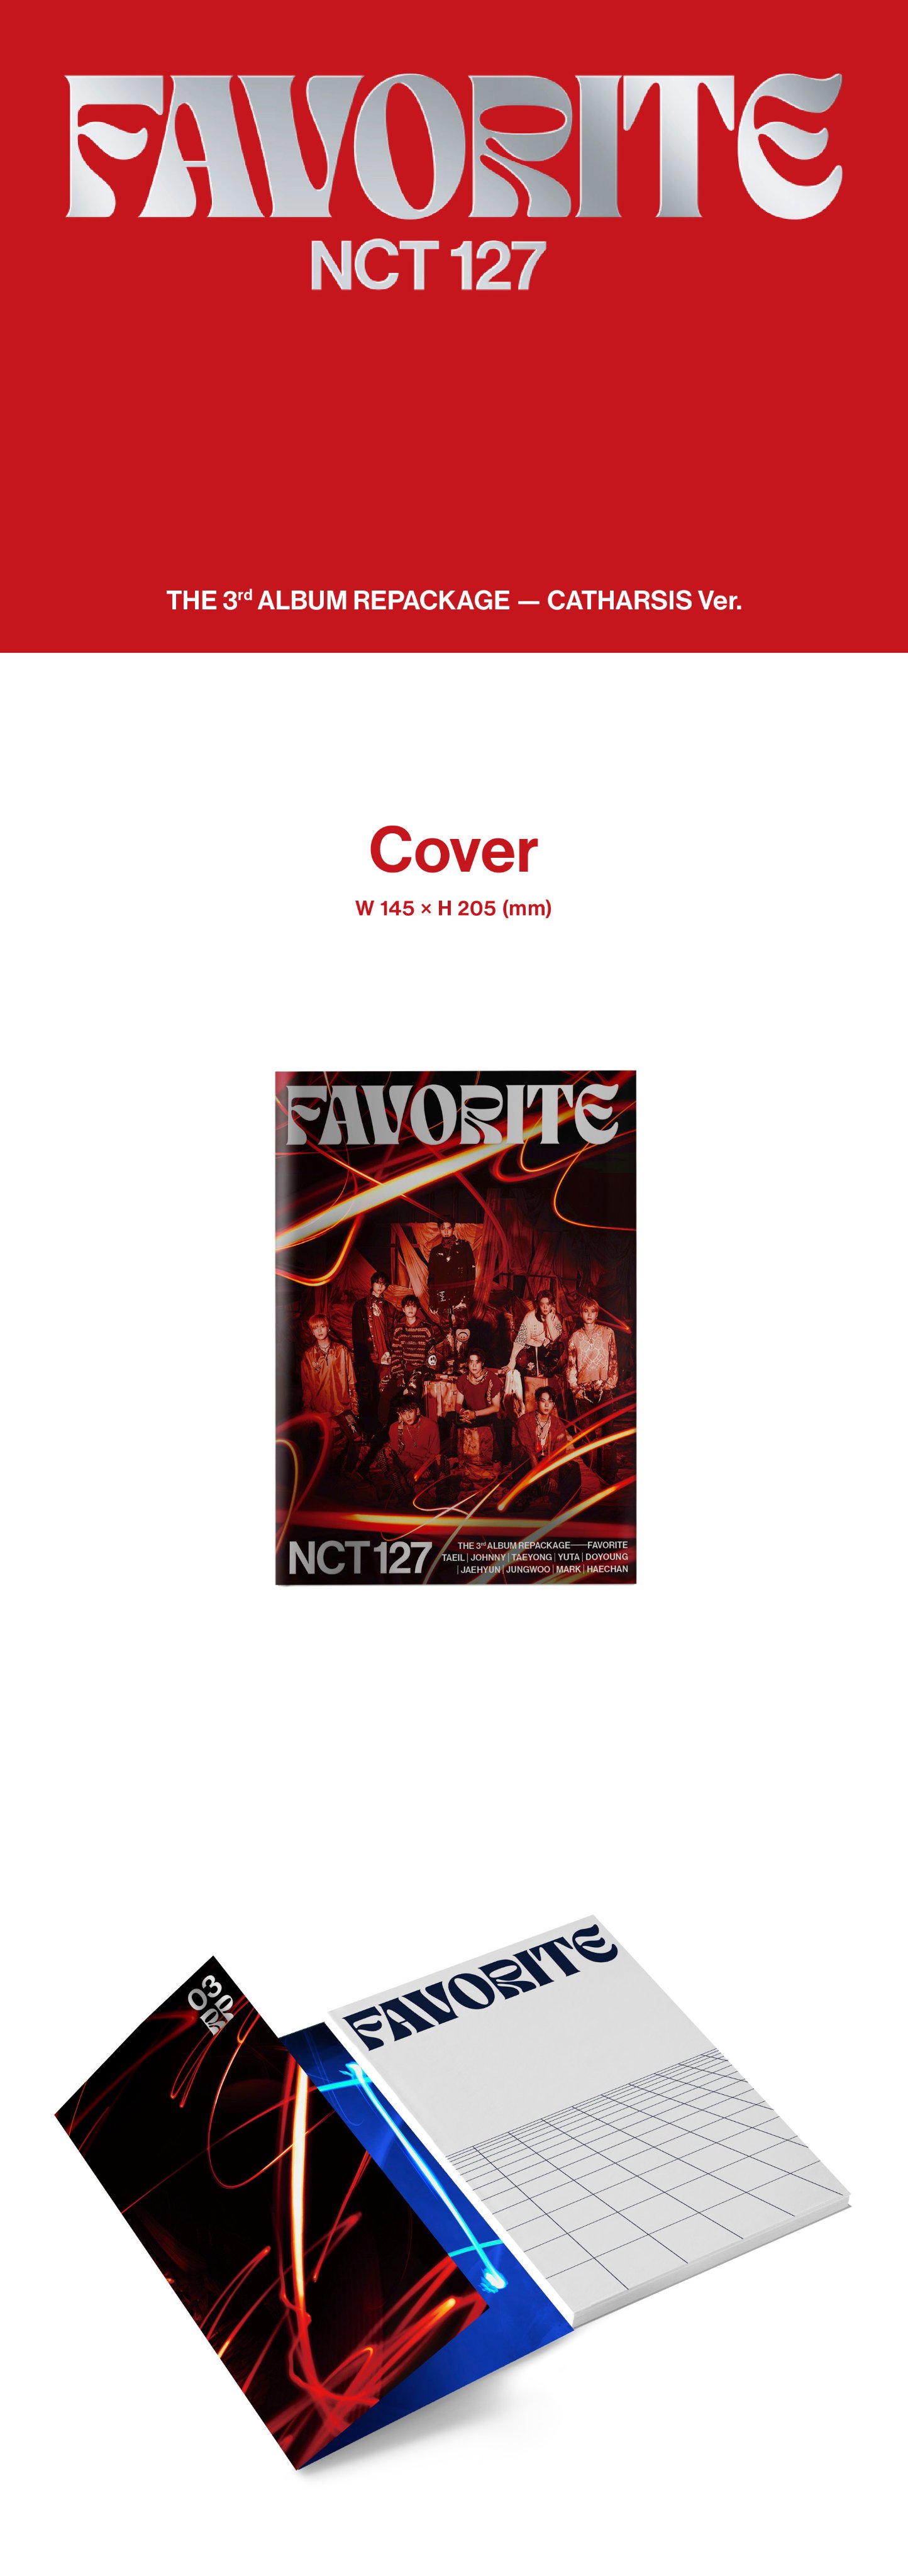 FAVORITE
NCT 127
THE 3rd ALBUM REPACKAGE — CATHARSIS Ver.
Cover
W 145 × H 205 (mm)
FAVORITE
NCT 127
THE 3rd ALBUM REPACKAGE——FAVORITE
TAEIL | JOHNNY | TAEYONG | YUTA | DOYOUNG
| JAEHYUN | JUNGWOO | MARK | HAECHAN
FAVORITE